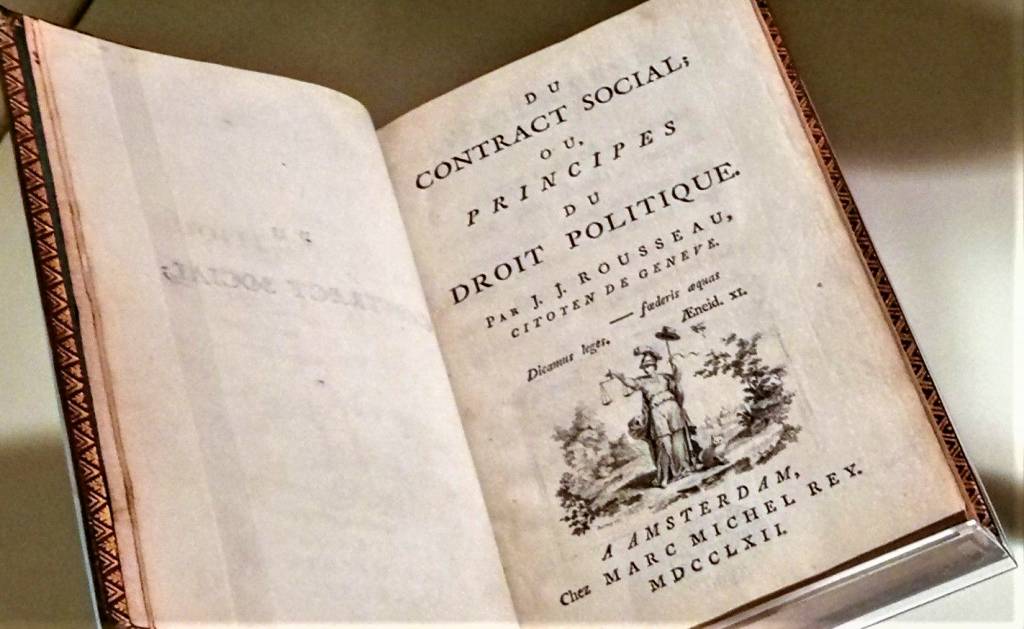 DU
CONTRACT SOCIAL;
OU,
PRINCIPES
DU
DROIT POLITIQUE.
PAR J. J. ROUSSEAU,
CITOYEN DE GENEVE.
— fœderis æquas
Dicamus leges. Æneid. XI.
A AMSTERDAM,
Chez MARC MICHEL REY.
MDCCLXII.